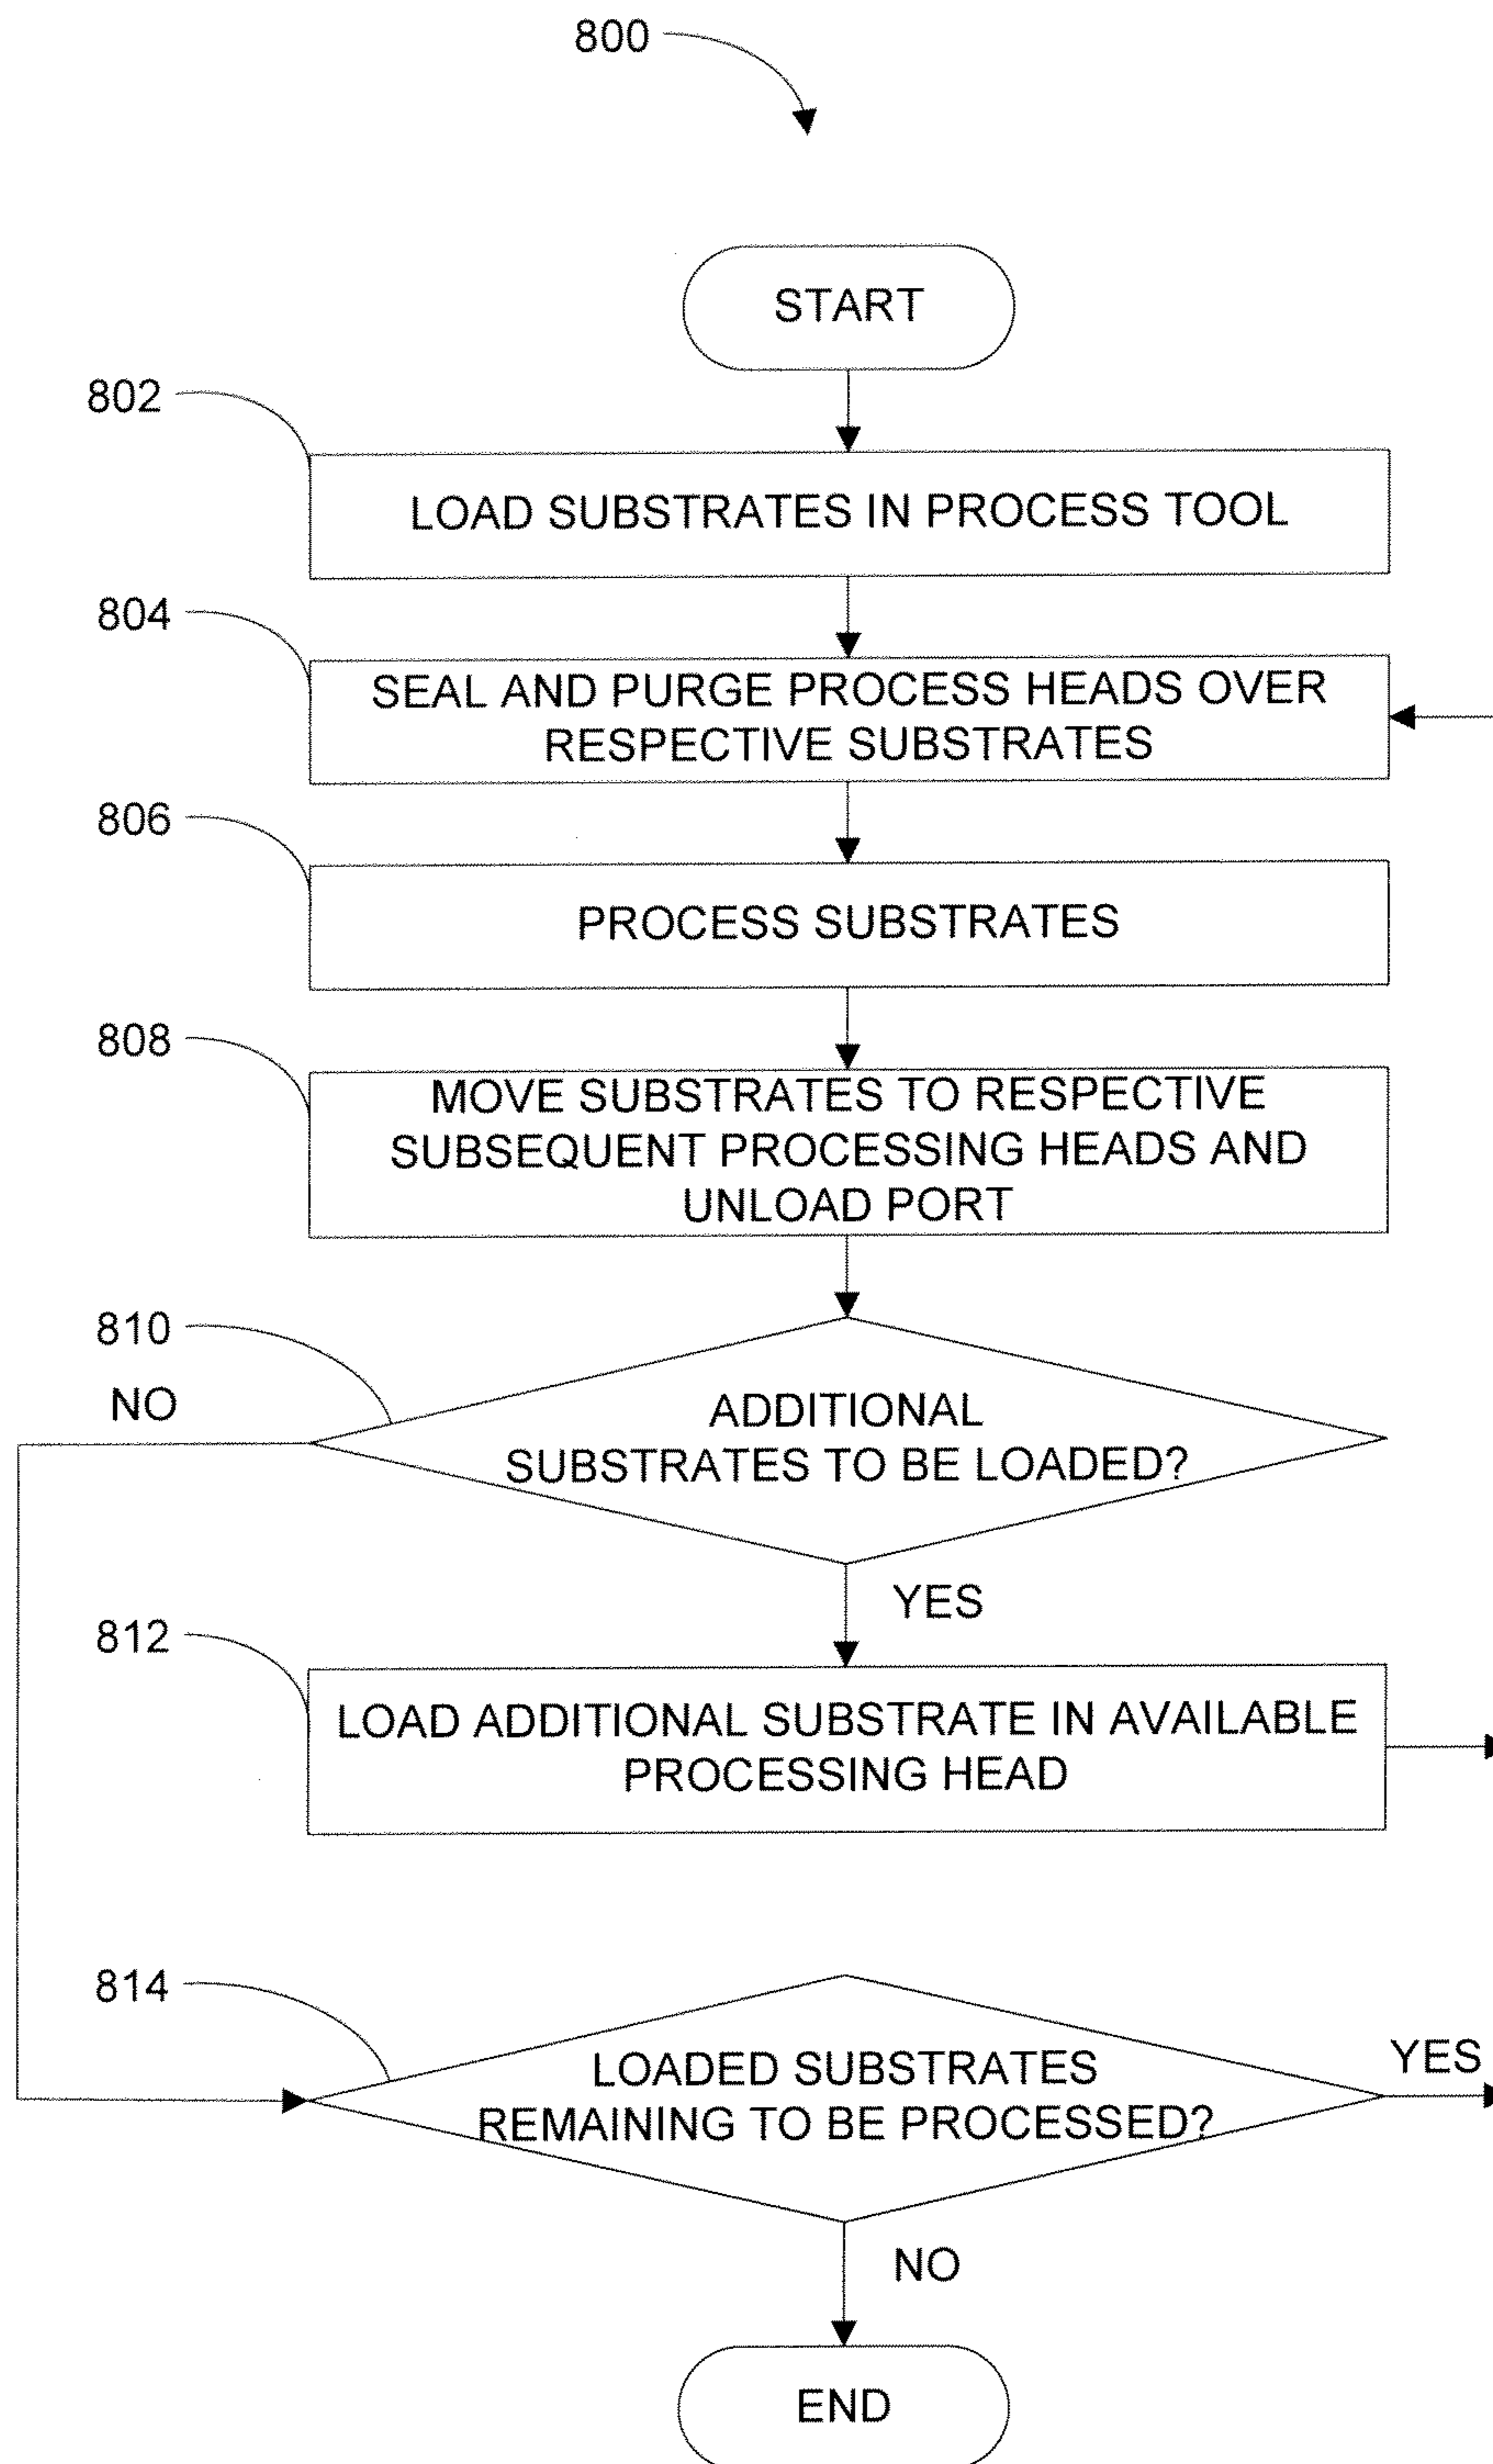 800
START
802
LOAD SUBSTRATES IN PROCESS TOOL
804
SEAL AND PURGE PROCESS HEADS OVER
RESPECTIVE SUBSTRATES
806
PROCESS SUBSTRATES
808
MOVE SUBSTRATES TO RESPECTIVE
SUBSEQUENT PROCESSING HEADS AND
UNLOAD PORT
810
NO
ADDITIONAL
SUBSTRATES TO BE LOADED?
YES
812
LOAD ADDITIONAL SUBSTRATE IN AVAILABLE
PROCESSING HEAD
814
LOADED SUBSTRATES
REMAINING TO BE PROCESSED?
YES
NO
END